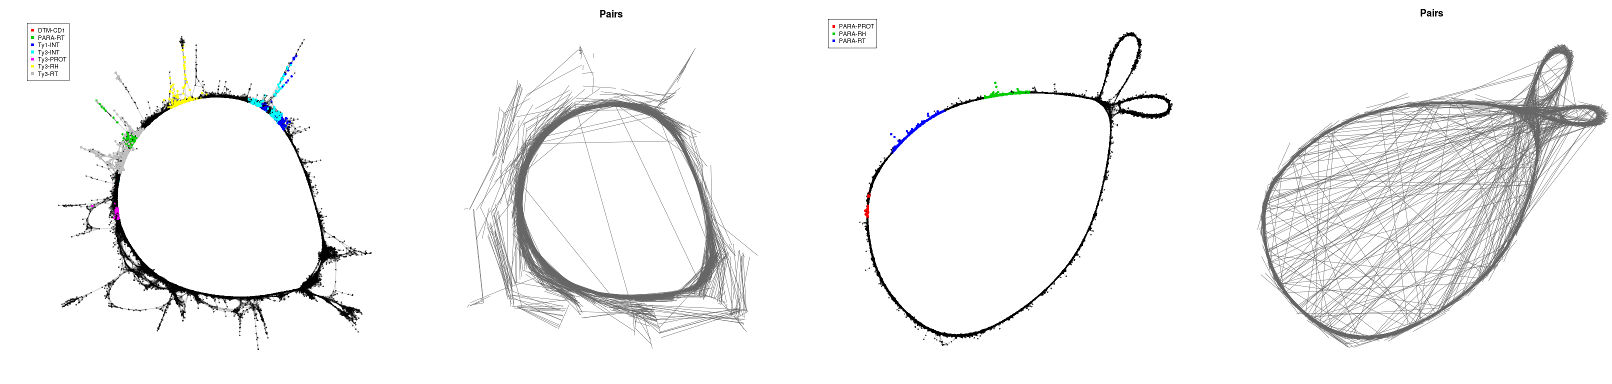 DTM-CD1
PARA-RT
Ty1-INT
Ty3-INT
Ty3-PROT
Ty3-RH
Ty3-RT
Pairs
PARA-PROT
PARA-RH
PARA-RT
Pairs